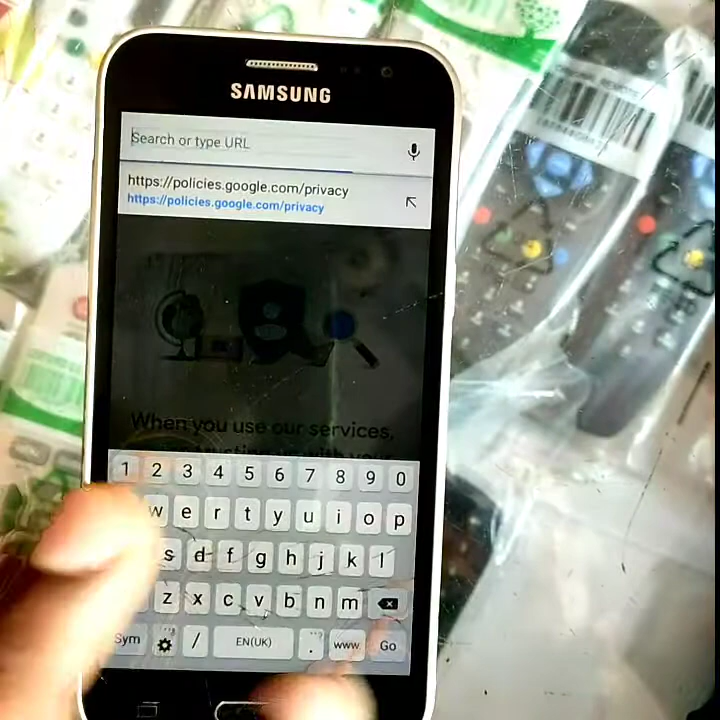 SAMSUNG
Search or type URL
https://policies.google.com/privacy
https://policies.google.com/privacy
When you use our services,
1 2 3 4 5 6 7 8 9 0
w e r t y u i o p
s d f g h j k l
z x c v b n m
Sym / EN(UK) . www Go